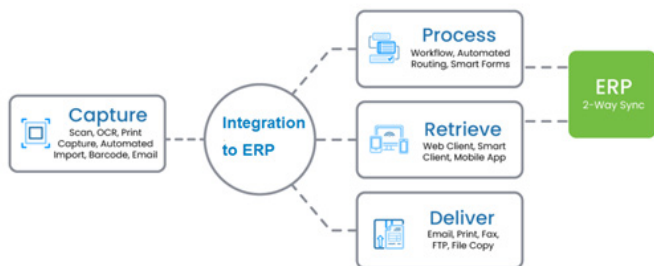 Capture
Scan, OCR, Print
Capture, Automated
Import, Barcode, Email
Integration
to ERP
Process
Workflow, Automated
Routing, Smart Forms
Retrieve
Web Client, Smart
Client, Mobile App
Deliver
Email, Print, Fax,
FTP, File Copy
ERP
2-Way Sync